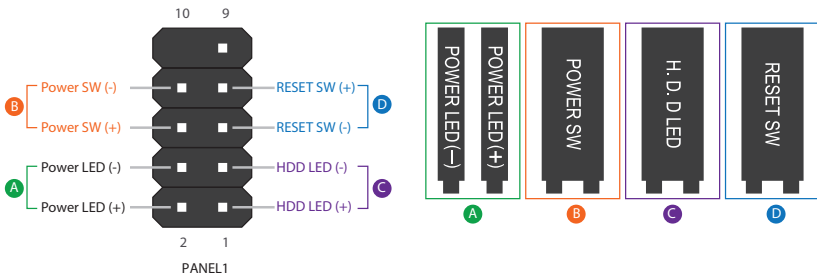 10 9
Power SW (-) RESET SW (+)
B D
Power SW (+) RESET SW (-)
Power LED (-) HDD LED (-)
A C
Power LED (+) HDD LED (+)
2 1
PANEL1
POWER LED(−)
POWER LED(+)
POWER SW
H. D. D LED
RESET SW
A B C D